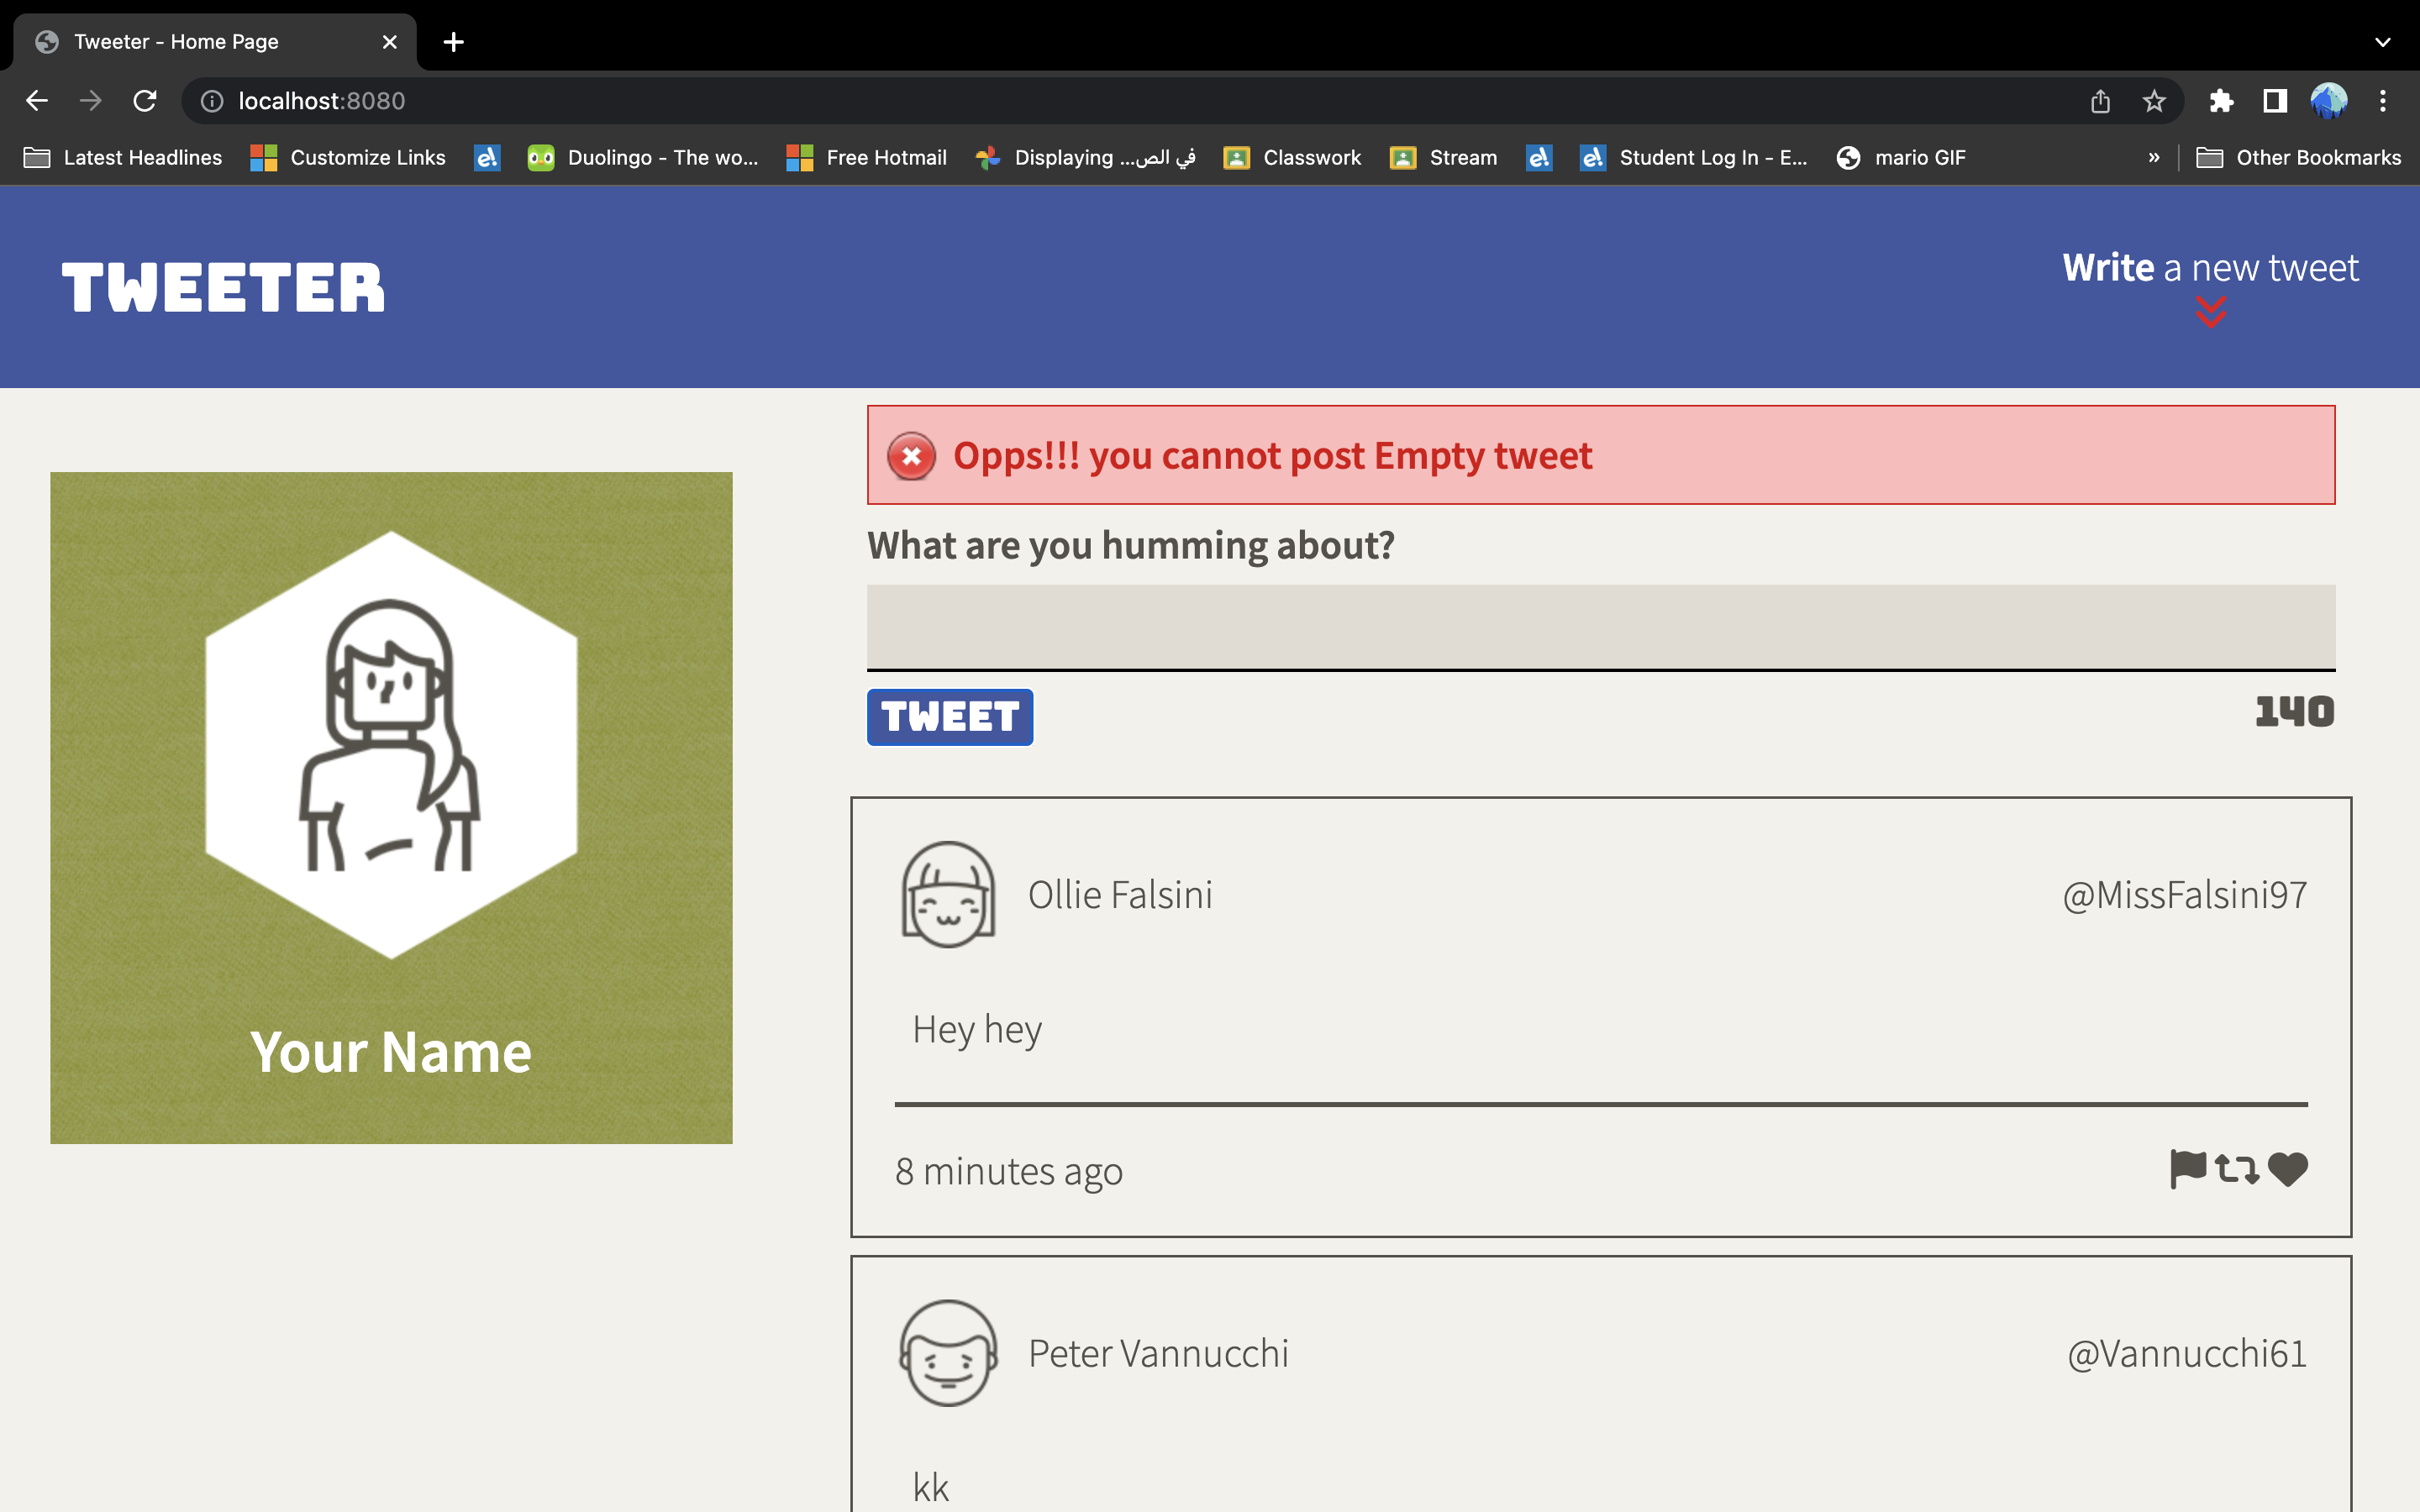 Tweeter - Home Page
localhost:8080
Latest Headlines
Customize Links
Duolingo - The wo...
Free Hotmail
Displaying ...في الص
Classwork
Stream
Student Log In - E...
mario GIF
»
Other Bookmarks
TWEETER
Write a new tweet
Opps!!! you cannot post Empty tweet
What are you humming about?
TWEET
140
Your Name
Ollie Falsini
@MissFalsini97
Hey hey
8 minutes ago
Peter Vannucchi
@Vannucchi61
kk